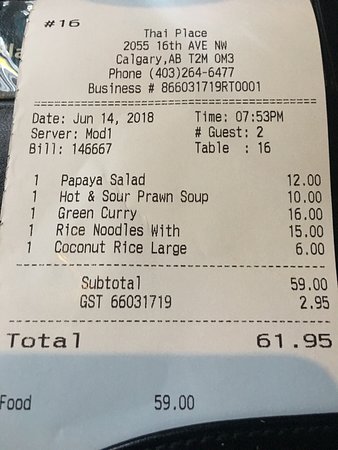 #16
Thai Place
2055 16th AVE NW
Calgary,AB T2M 0M3
Phone (403)264-6477
Business # 866031719RT0001
Date: Jun 14, 2018 Time: 07:53PM
Server: Mod1 # Guest: 2
Bill: 146667 Table : 16
1 Papaya Salad 12.00
1 Hot & Sour Prawn Soup 10.00
1 Green Curry 16.00
1 Rice Noodles With 15.00
1 Coconut Rice Large 6.00
Subtotal 59.00
GST 66031719 2.95
Total 61.95
Food 59.00